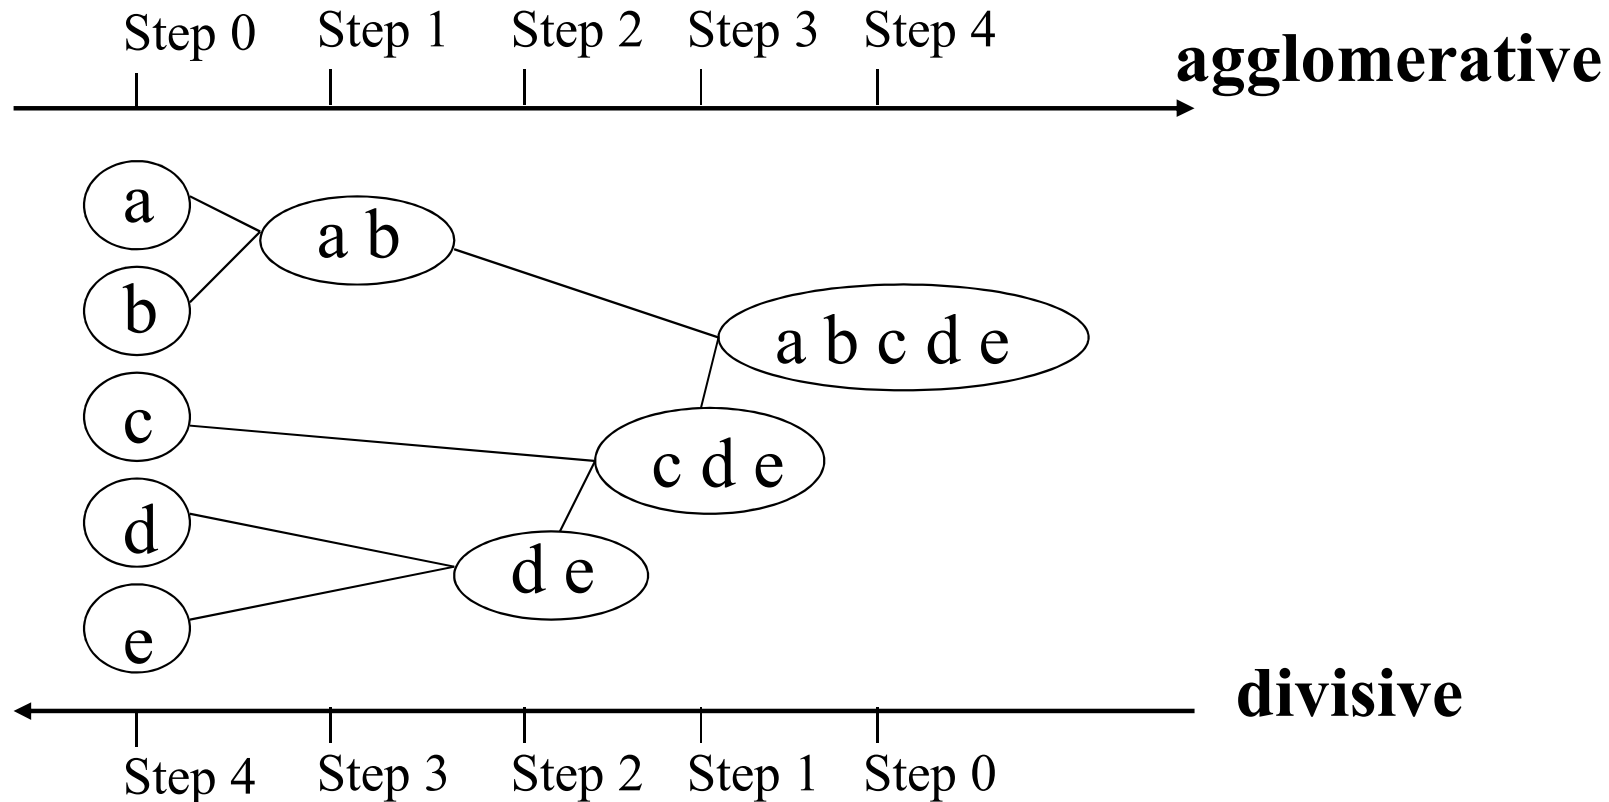 Step 0 Step 1 Step 2 Step 3 Step 4
agglomerative
a
a b
b
a b c d e
c
c d e
d
d e
e
divisive
Step 4 Step 3 Step 2 Step 1 Step 0